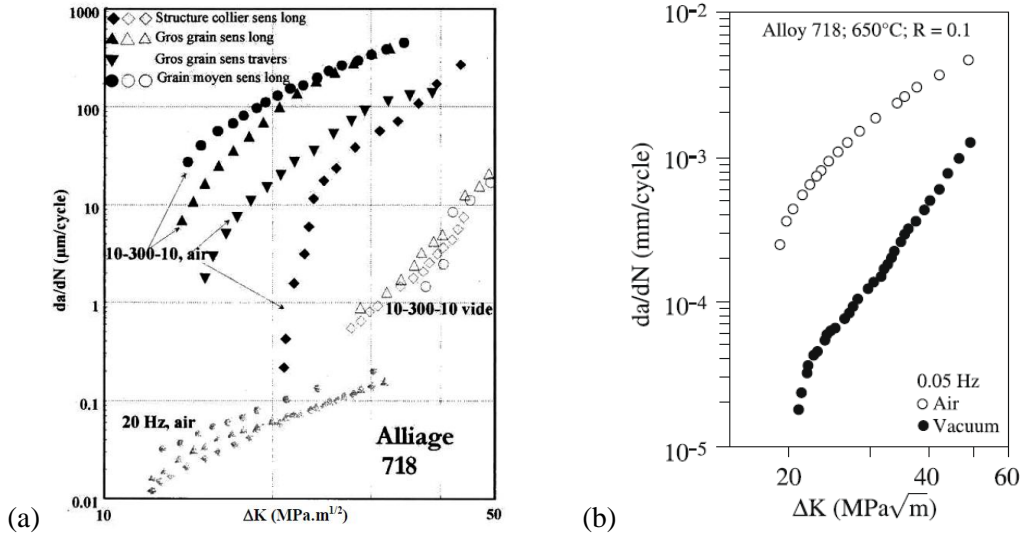 Structure collier sens long
Gros grain sens long
Gros grain sens travers
Grain moyen sens long
1000
100
10
1
0.1
0.01
da/dN (µm/cycle)
10-300-10, air
10-300-10 vide
20 Hz, air
Alliage
718
10
ΔK (MPa.m^1/2)
50
(a)
10-2
10-3
10-4
10-5
da/dN (mm/cycle)
Alloy 718; 650°C; R = 0.1
0.05 Hz
Air
Vacuum
20
40
60
ΔK (MPa√m)
(b)